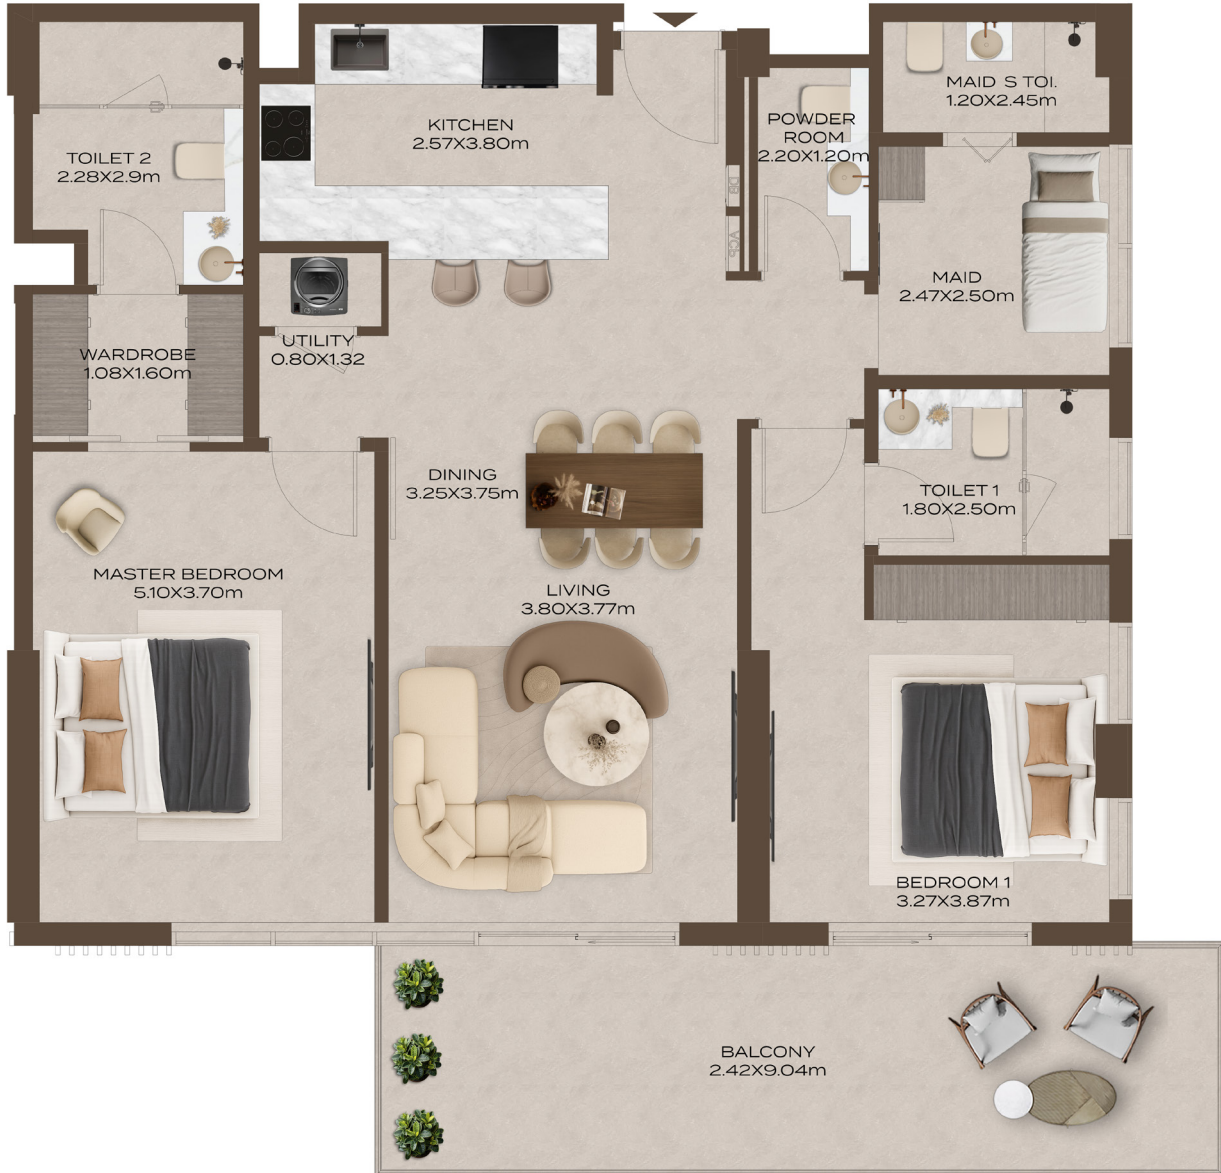 MAID S TOI.
1.20X2.45m
KITCHEN
2.57X3.80m
POWDER
ROOM
2.20X1.20m
TOILET 2
2.28X2.9m
DB
ACP
MAID
2.47X2.50m
UTILITY
0.80X1.32
WARDROBE
1.08X1.60m
DINING
3.25X3.75m
TOILET 1
1.80X2.50m
MASTER BEDROOM
5.10X3.70m
LIVING
3.80X3.77m
BEDROOM 1
3.27X3.87m
BALCONY
2.42X9.04m